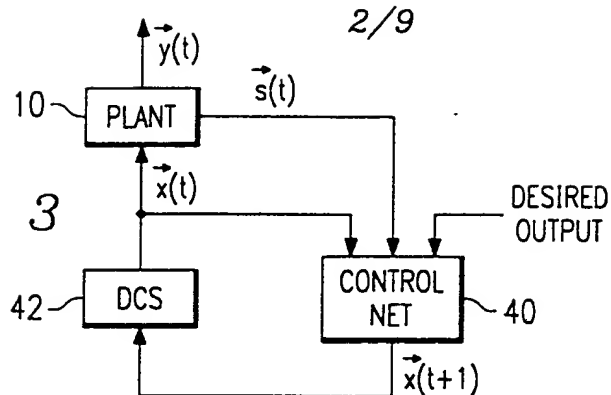 2/9
y(t)
10
PLANT
s(t)
x(t)
3
DESIRED
OUTPUT
42
DCS
CONTROL
NET
40
x(t+1)